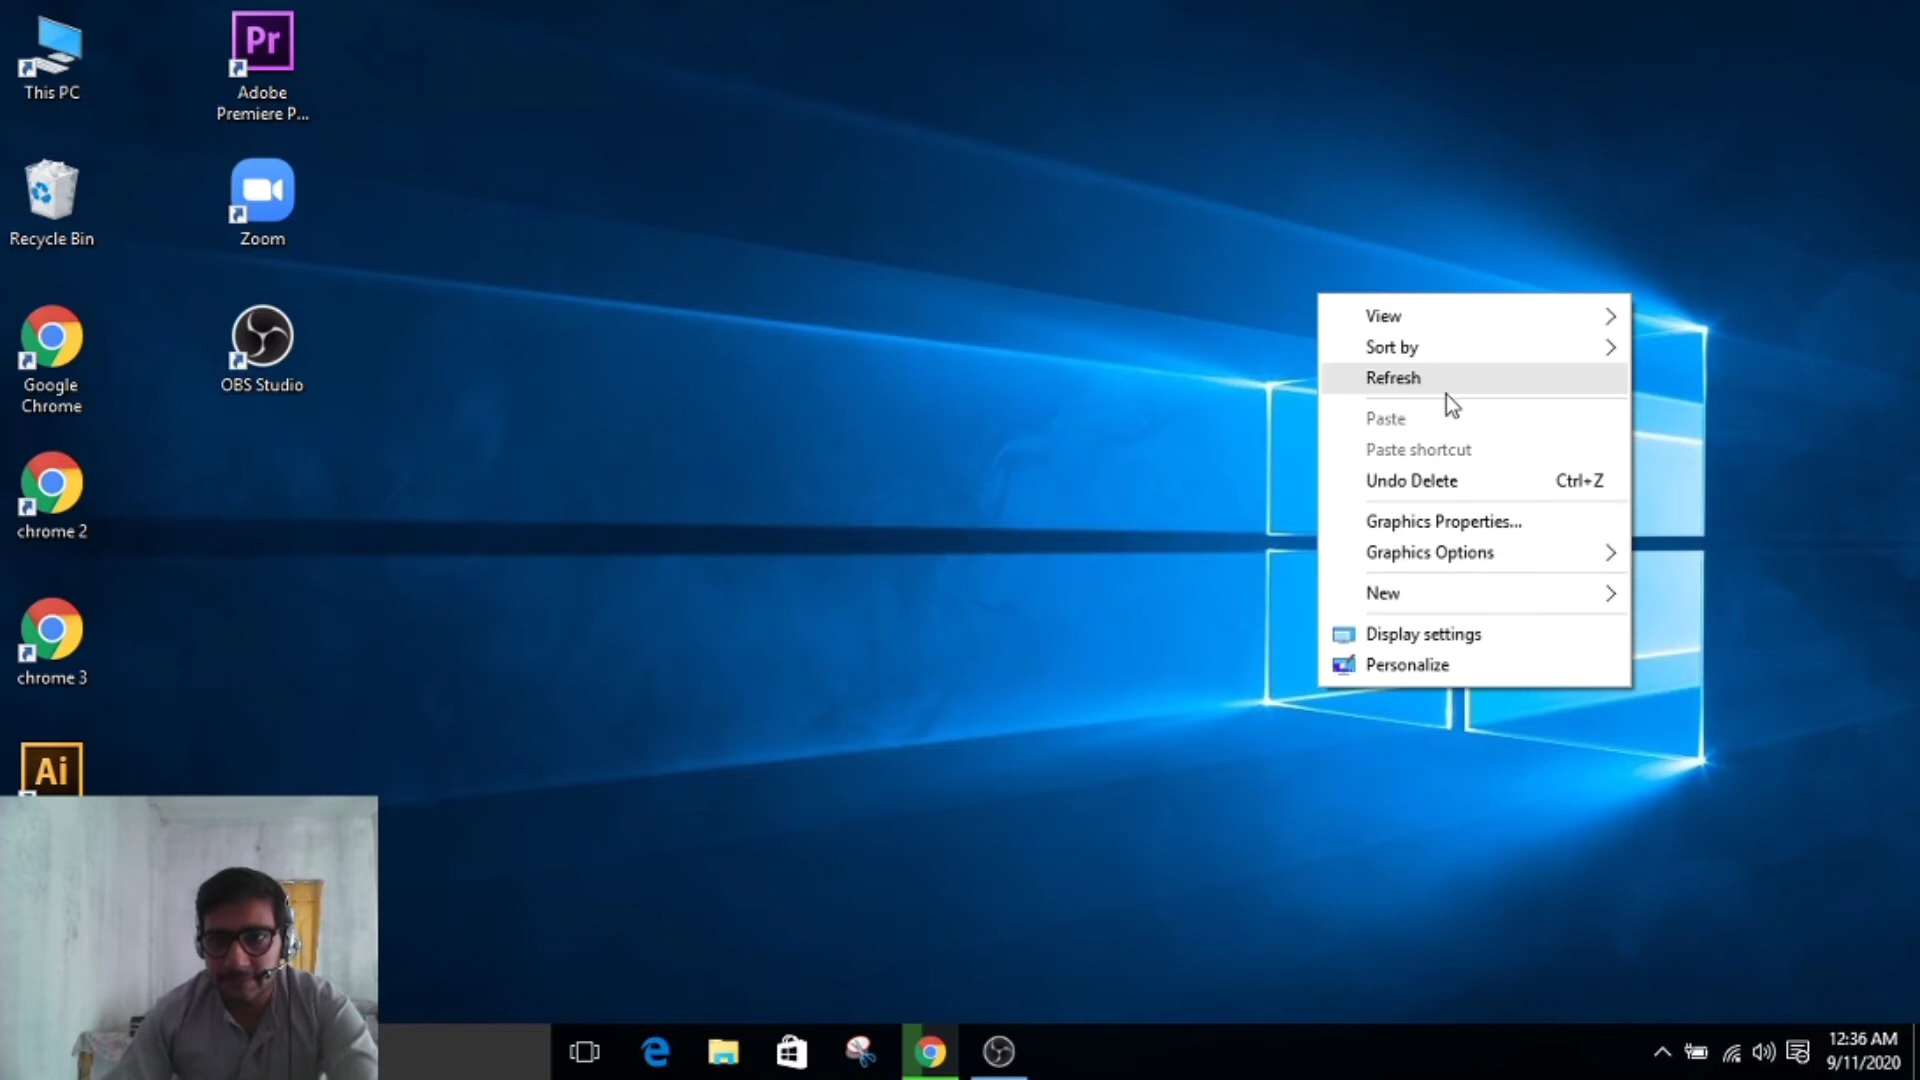 This PC
Pr
Adobe
Premiere P...
Recycle Bin
Zoom
Google
Chrome
OBS Studio
chrome 2
chrome 3
Ai
View
Sort by
Refresh
Paste
Paste shortcut
Undo Delete Ctrl+Z
Graphics Properties...
Graphics Options
New
Display settings
Personalize
12:36 AM
9/11/2020